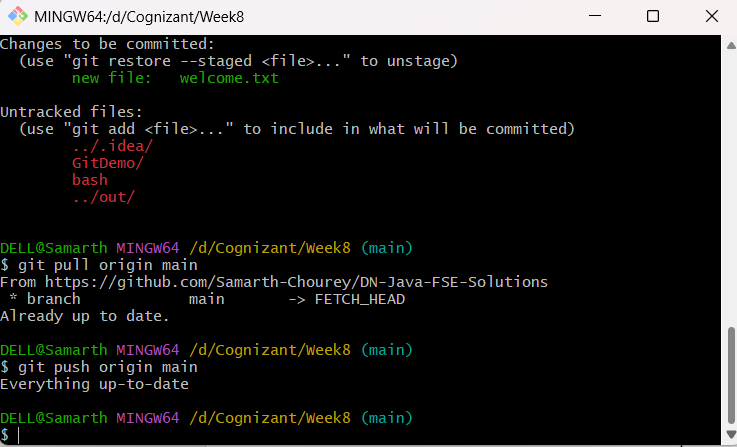 MINGW64:/d/Cognizant/Week8
Changes to be committed:
  (use "git restore --staged <file>..." to unstage)
        new file:   welcome.txt

Untracked files:
  (use "git add <file>..." to include in what will be committed)
        ../.idea/
        GitDemo/
        bash
        ../out/

DELL@Samarth MINGW64 /d/Cognizant/Week8 (main)
$ git pull origin main
From https://github.com/Samarth-Chourey/DN-Java-FSE-Solutions
 * branch            main       -> FETCH_HEAD
Already up to date.

DELL@Samarth MINGW64 /d/Cognizant/Week8 (main)
$ git push origin main
Everything up-to-date

DELL@Samarth MINGW64 /d/Cognizant/Week8 (main)
$